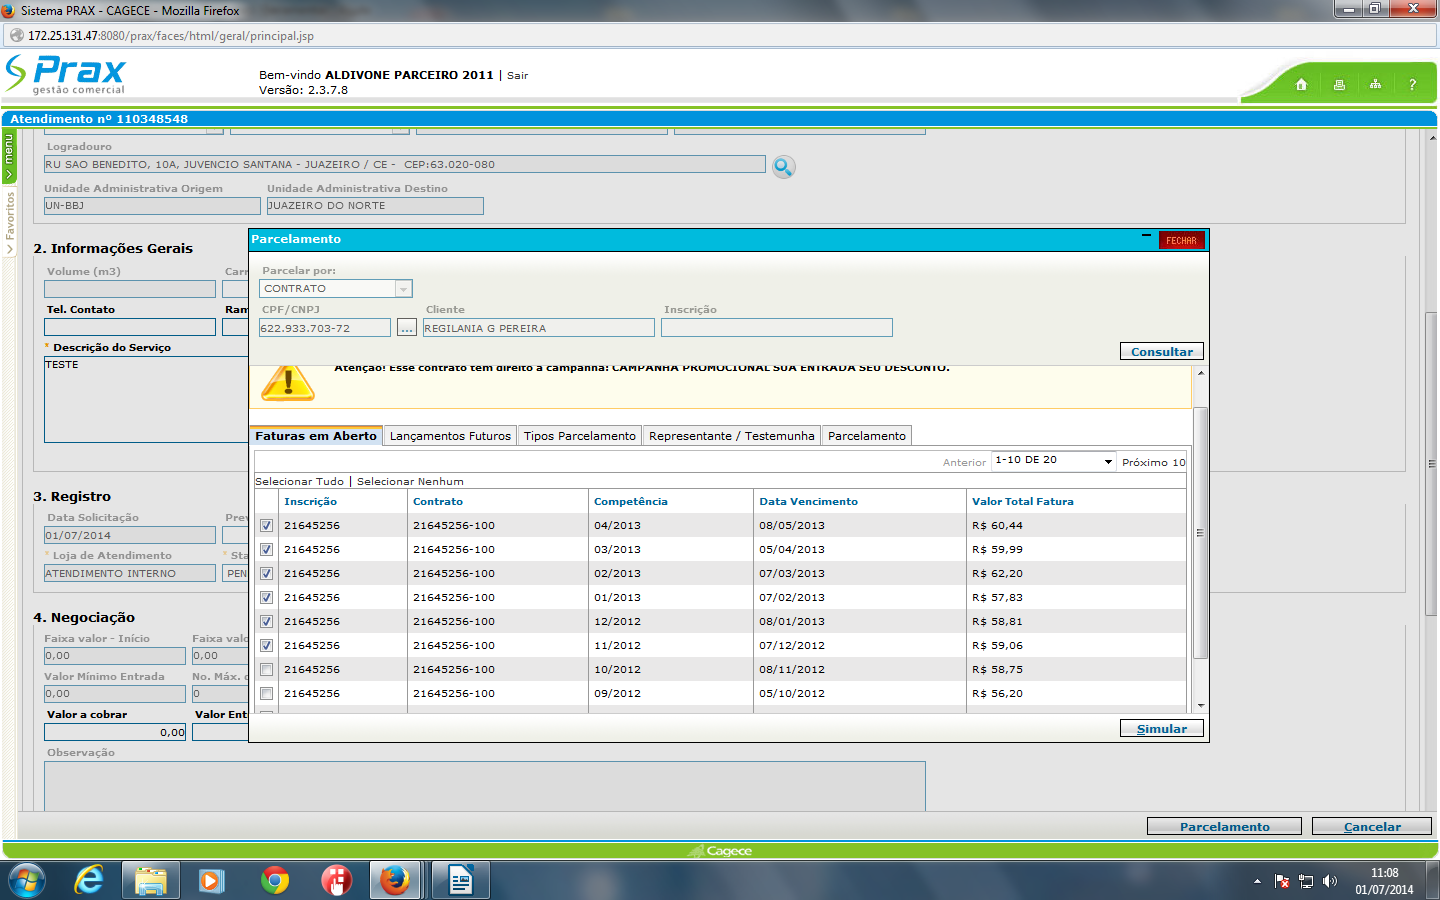 Sistema PRAX - CAGECE - Mozilla Firefox
172.25.131.47:8080/prax/faces/html/geral/principal.jsp
Prax
gestão comercial
Bem-vindo ALDIVONE PARCEIRO 2011 | Sair
Versão: 2.3.7.8
?
Atendimento nº 110348548
menu
Favoritos
Logradouro
RU SAO BENEDITO, 10A, JUVENCIO SANTANA - JUAZEIRO / CE - CEP:63.020-080
Unidade Administrativa Origem Unidade Administrativa Destino
UN-BBJ JUAZEIRO DO NORTE
2. Informações Gerais
Volume (m3) Carr
Tel. Contato Ram
* Descrição do Serviço
TESTE
3. Registro
Data Solicitação Prev
01/07/2014
* Loja de Atendimento * Sta
ATENDIMENTO INTERNO PEN
4. Negociação
Faixa valor - Início Faixa valo
0,00 0,00
Valor Mínimo Entrada No. Máx. d
0,00 0
Valor a cobrar Valor Ent
0,00
Observação
Parcelamento
FECHAR
Parcelar por:
CONTRATO
CPF/CNPJ Cliente Inscrição
622.933.703-72 ... REGILANIA G PEREIRA
Consultar
Atenção! Esse contrato tem direito a campanha: CAMPANHA PROMOCIONAL SUA ENTRADA SEU DESCONTO.
Faturas em Aberto Lançamentos Futuros Tipos Parcelamento Representante / Testemunha Parcelamento
Anterior 1-10 DE 20 Próximo 10
Selecionar Tudo | Selecionar Nenhum
Inscrição Contrato Competência Data Vencimento Valor Total Fatura
21645256 21645256-100 04/2013 08/05/2013 R$ 60,44
21645256 21645256-100 03/2013 05/04/2013 R$ 59,99
21645256 21645256-100 02/2013 07/03/2013 R$ 62,20
21645256 21645256-100 01/2013 07/02/2013 R$ 57,83
21645256 21645256-100 12/2012 08/01/2013 R$ 58,81
21645256 21645256-100 11/2012 07/12/2012 R$ 59,06
21645256 21645256-100 10/2012 08/11/2012 R$ 58,75
21645256 21645256-100 09/2012 05/10/2012 R$ 56,20
Simular
Parcelamento Cancelar
Cagece
11:08
01/07/2014